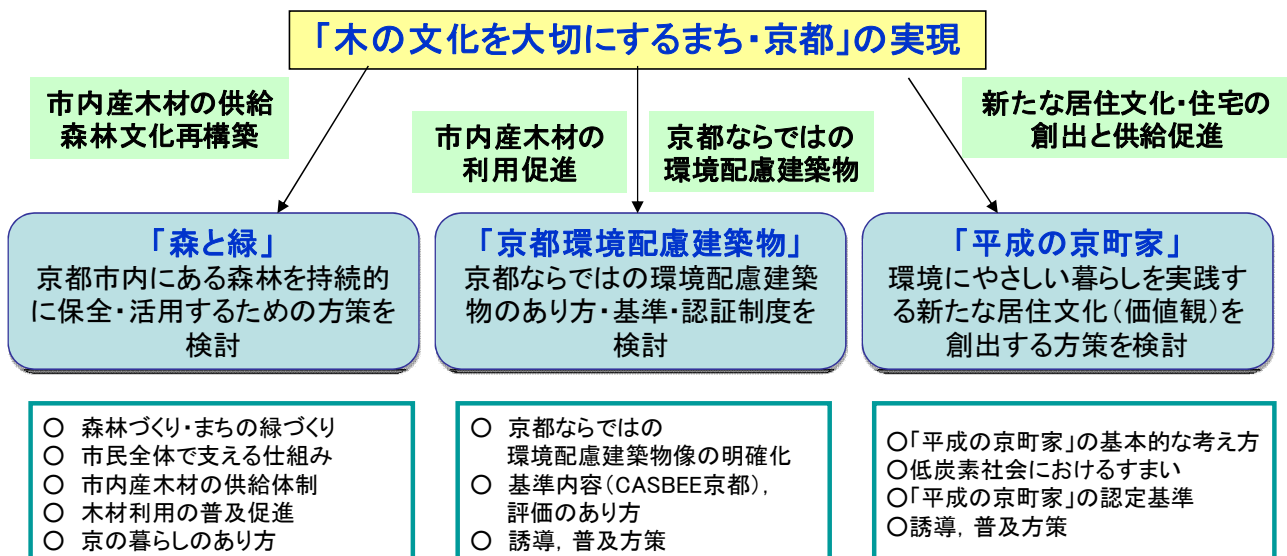 「木の文化を大切にするまち・京都」の実現
市内産木材の供給
森林文化再構築
市内産木材の
利用促進
京都ならではの
環境配慮建築物
新たな居住文化・住宅の
創出と供給促進
「森と緑」
京都市内にある森林を持続的
に保全・活用するための方策を
検討
「京都環境配慮建築物」
京都ならではの環境配慮建築
物のあり方・基準・認証制度を
検討
「平成の京町家」
環境にやさしい暮らしを実践す
る新たな居住文化(価値観)を
創出する方策を検討
○ 森林づくり・まちの緑づくり
○ 市民全体で支える仕組み
○ 市内産木材の供給体制
○ 木材利用の普及促進
○ 京の暮らしのあり方
○ 京都ならではの
環境配慮建築物像の明確化
○ 基準内容(CASBEE京都),
評価のあり方
○ 誘導, 普及方策
○「平成の京町家」の基本的な考え方
○低炭素社会におけるすまい
○「平成の京町家」の認定基準
○誘導, 普及方策